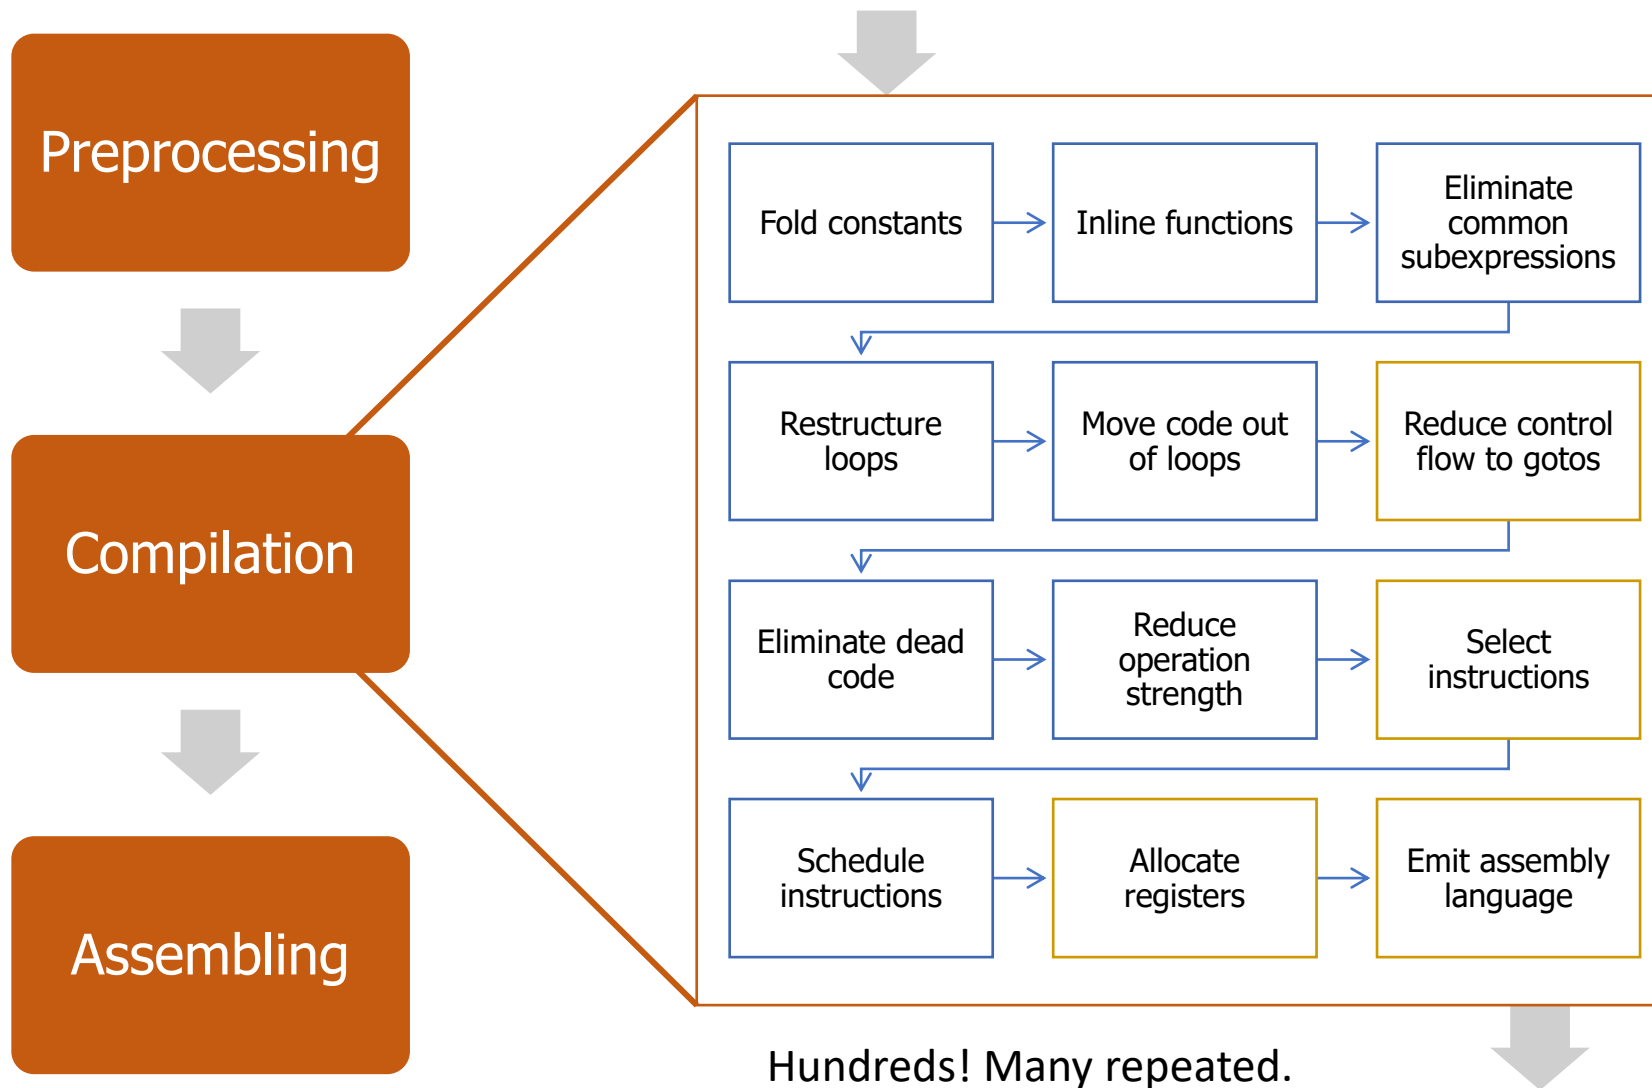 Preprocessing
Compilation
Assembling
Fold constants
Inline functions
Eliminate
common
subexpressions
Restructure
loops
Move code out
of loops
Reduce control
flow to gotos
Eliminate dead
code
Reduce
operation
strength
Select
instructions
Schedule
instructions
Allocate
registers
Emit assembly
language
Hundreds! Many repeated.